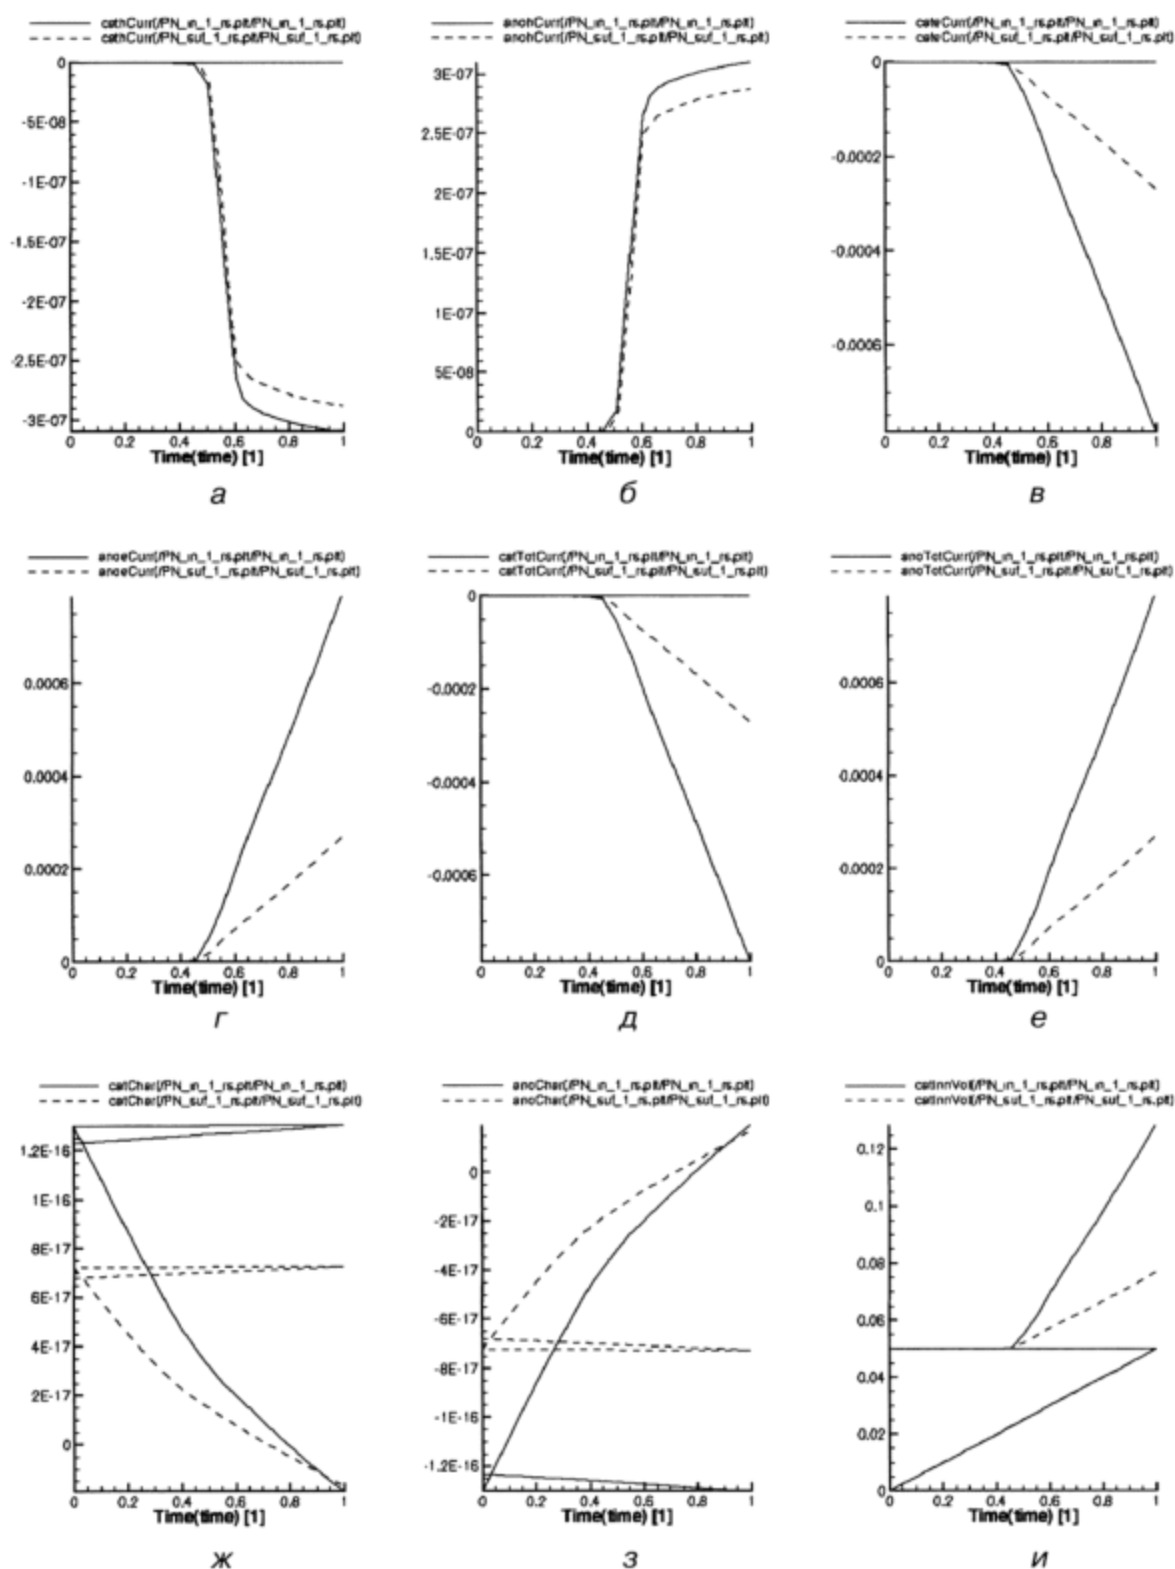 cathCurr(/PN_in_1_rs.plt/PN_in_1_rs.plt)
cathCurr(/PN_suf_1_rs.plt/PN_suf_1_rs.plt)
0
-5E-08
-1E-07
-1.5E-07
-2E-07
-2.5E-07
-3E-07
0 0.2 0.4 0.6 0.8 1
Time(time) [1]
а
anohCurr(/PN_in_1_rs.plt/PN_in_1_rs.plt)
anohCurr(/PN_suf_1_rs.plt/PN_suf_1_rs.plt)
3E-07
2.5E-07
2E-07
1.5E-07
1E-07
5E-08
0
0 0.2 0.4 0.6 0.8 1
Time(time) [1]
б
cateCurr(/PN_in_1_rs.plt/PN_in_1_rs.plt)
cateCurr(/PN_suf_1_rs.plt/PN_suf_1_rs.plt)
0
-0.0002
-0.0004
-0.0006
0 0.2 0.4 0.6 0.8 1
Time(time) [1]
в
anoeCurr(/PN_in_1_rs.plt/PN_in_1_rs.plt)
anoeCurr(/PN_suf_1_rs.plt/PN_suf_1_rs.plt)
0.0006
0.0004
0.0002
0
0 0.2 0.4 0.6 0.8 1
Time(time) [1]
г
catTotCurr(/PN_in_1_rs.plt/PN_in_1_rs.plt)
catTotCurr(/PN_suf_1_rs.plt/PN_suf_1_rs.plt)
0
-0.0002
-0.0004
-0.0006
0 0.2 0.4 0.6 0.8 1
Time(time) [1]
д
anoTotCurr(/PN_in_1_rs.plt/PN_in_1_rs.plt)
anoTotCurr(/PN_suf_1_rs.plt/PN_suf_1_rs.plt)
0.0006
0.0004
0.0002
0
0 0.2 0.4 0.6 0.8 1
Time(time) [1]
е
catChar(/PN_in_1_rs.plt/PN_in_1_rs.plt)
catChar(/PN_suf_1_rs.plt/PN_suf_1_rs.plt)
1.2E-16
1E-16
8E-17
6E-17
4E-17
2E-17
0
0 0.2 0.4 0.6 0.8 1
Time(time) [1]
ж
anoChar(/PN_in_1_rs.plt/PN_in_1_rs.plt)
anoChar(/PN_suf_1_rs.plt/PN_suf_1_rs.plt)
0
-2E-17
-4E-17
-6E-17
-8E-17
-1E-16
-1.2E-16
0 0.2 0.4 0.6 0.8 1
Time(time) [1]
з
catInnVolt(/PN_in_1_rs.plt/PN_in_1_rs.plt)
catInnVolt(/PN_suf_1_rs.plt/PN_suf_1_rs.plt)
0.12
0.1
0.08
0.06
0.04
0.02
0
0 0.2 0.4 0.6 0.8 1
Time(time) [1]
и